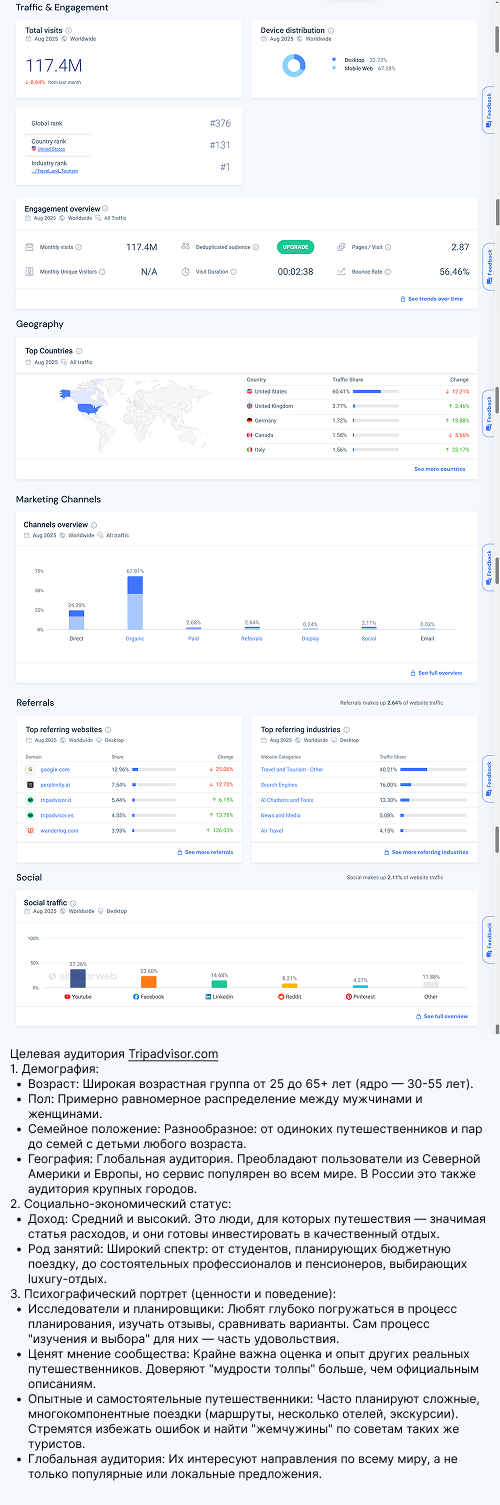 Traffic & Engagement
Total visits
Aug 2025 Worldwide
117.4M
↓ 8.64% from last month
Device distribution
Aug 2025 Worldwide
Desktop 32.72%
Mobile Web 67.28%
Global rank #376
Country rank #131
United States
Industry rank #1
.../Travel_and_Tourism
Feedback
Engagement overview
Aug 2025 Worldwide All Traffic
Monthly visits 117.4M
Deduplicated audience UPGRADE
Pages / Visit 2.87
Monthly Unique Visitors N/A
Visit Duration 00:02:38
Bounce Rate 56.46%
See trends over time
Feedback
Geography
Top Countries
Aug 2025 All traffic
Country Traffic Share Change
United States 60.41% ↓ 12.21%
United Kingdom 3.77% ↑ 2.46%
Germany 1.72% ↑ 13.88%
Canada 1.58% ↓ 5.66%
Italy 1.56% ↑ 23.17%
See more countries
Feedback
Marketing Channels
Channels overview
Aug 2025 Worldwide All traffic
75%
50%
25%
0%
24.39% 67.91% 2.68% 2.64% 0.24% 2.11% 0.03%
Direct Organic Paid Referrals Display Social Email
See full overview
Feedback
Referrals
Referrals makes up 2.64% of website traffic
Top referring websites
Aug 2025 Worldwide Desktop
Domain Share Change
google.com 12.96% ↓ 25.06%
perplexity.ai 7.54% ↓ 12.72%
tripadvisor.it 5.44% ↑ 6.15%
tripadvisor.es 4.35% ↑ 13.78%
wanderlog.com 3.93% ↑ 136.03%
See more referrals
Top referring industries
Aug 2025 Worldwide Desktop
Website Categories Traffic Share
Travel and Tourism - Other 40.21%
Search Engines 16.00%
AI Chatbots and Tools 13.30%
News and Media 5.08%
Air Travel 4.15%
See more referring industries
Feedback
Social
Social makes up 2.11% of website traffic
Social traffic
Aug 2025 Worldwide Desktop
100%
50%
0%
similarweb
37.36% 23.60% 14.68% 8.21% 4.27% 11.88%
Youtube Facebook Linkedin Reddit Pinterest Other
See full overview
Feedback
Целевая аудитория Tripadvisor.com
1. Демография:
• Возраст: Широкая возрастная группа от 25 до 65+ лет (ядро — 30-55 лет).
• Пол: Примерно равномерное распределение между мужчинами и
женщинами.
• Семейное положение: Разнообразное: от одиноких путешественников и пар
до семей с детьми любого возраста.
• География: Глобальная аудитория. Преобладают пользователи из Северной
Америки и Европы, но сервис популярен во всем мире. В России это также
аудитория крупных городов.
2. Социально-экономический статус:
• Доход: Средний и высокий. Это люди, для которых путешествия — значимая
статья расходов, и они готовы инвестировать в качественный отдых.
• Род занятий: Широкий спектр: от студентов, планирующих бюджетную
поездку, до состоятельных профессионалов и пенсионеров, выбирающих
luxury-отдых.
3. Психографический портрет (ценности и поведение):
• Исследователи и планировщики: Любят глубоко погружаться в процесс
планирования, изучать отзывы, сравнивать варианты. Сам процесс
"изучения и выбора" для них — часть удовольствия.
• Ценят мнение сообщества: Крайне важна оценка и опыт других реальных
путешественников. Доверяют "мудрости толпы" больше, чем официальным
описаниям.
• Опытные и самостоятельные путешественники: Часто планируют сложные,
многокомпонентные поездки (маршруты, несколько отелей, экскурсии).
Стремятся избежать ошибок и найти "жемчужины" по советам таких же
туристов.
• Глобальная аудитория: Их интересуют направления по всему миру, а не
только популярные или локальные предложения.